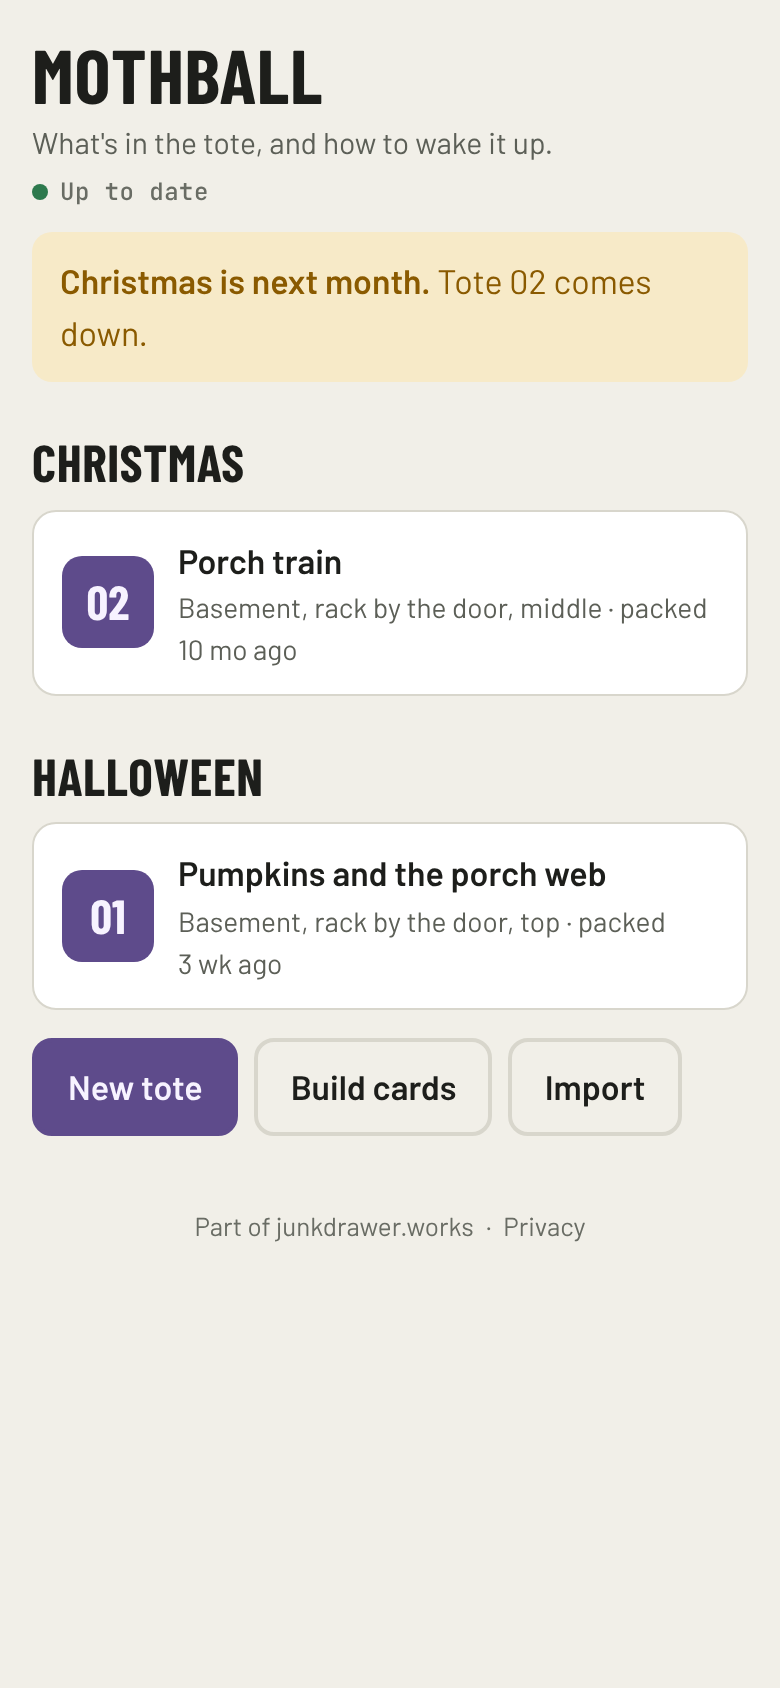 MOTHBALL
What's in the tote, and how to wake it up.
Up to date
Christmas is next month. Tote 02 comes
down.
CHRISTMAS
02
Porch train
Basement, rack by the door, middle · packed
10 mo ago
HALLOWEEN
01
Pumpkins and the porch web
Basement, rack by the door, top · packed
3 wk ago
New tote
Build cards
Import
Part of junkdrawer.works · Privacy